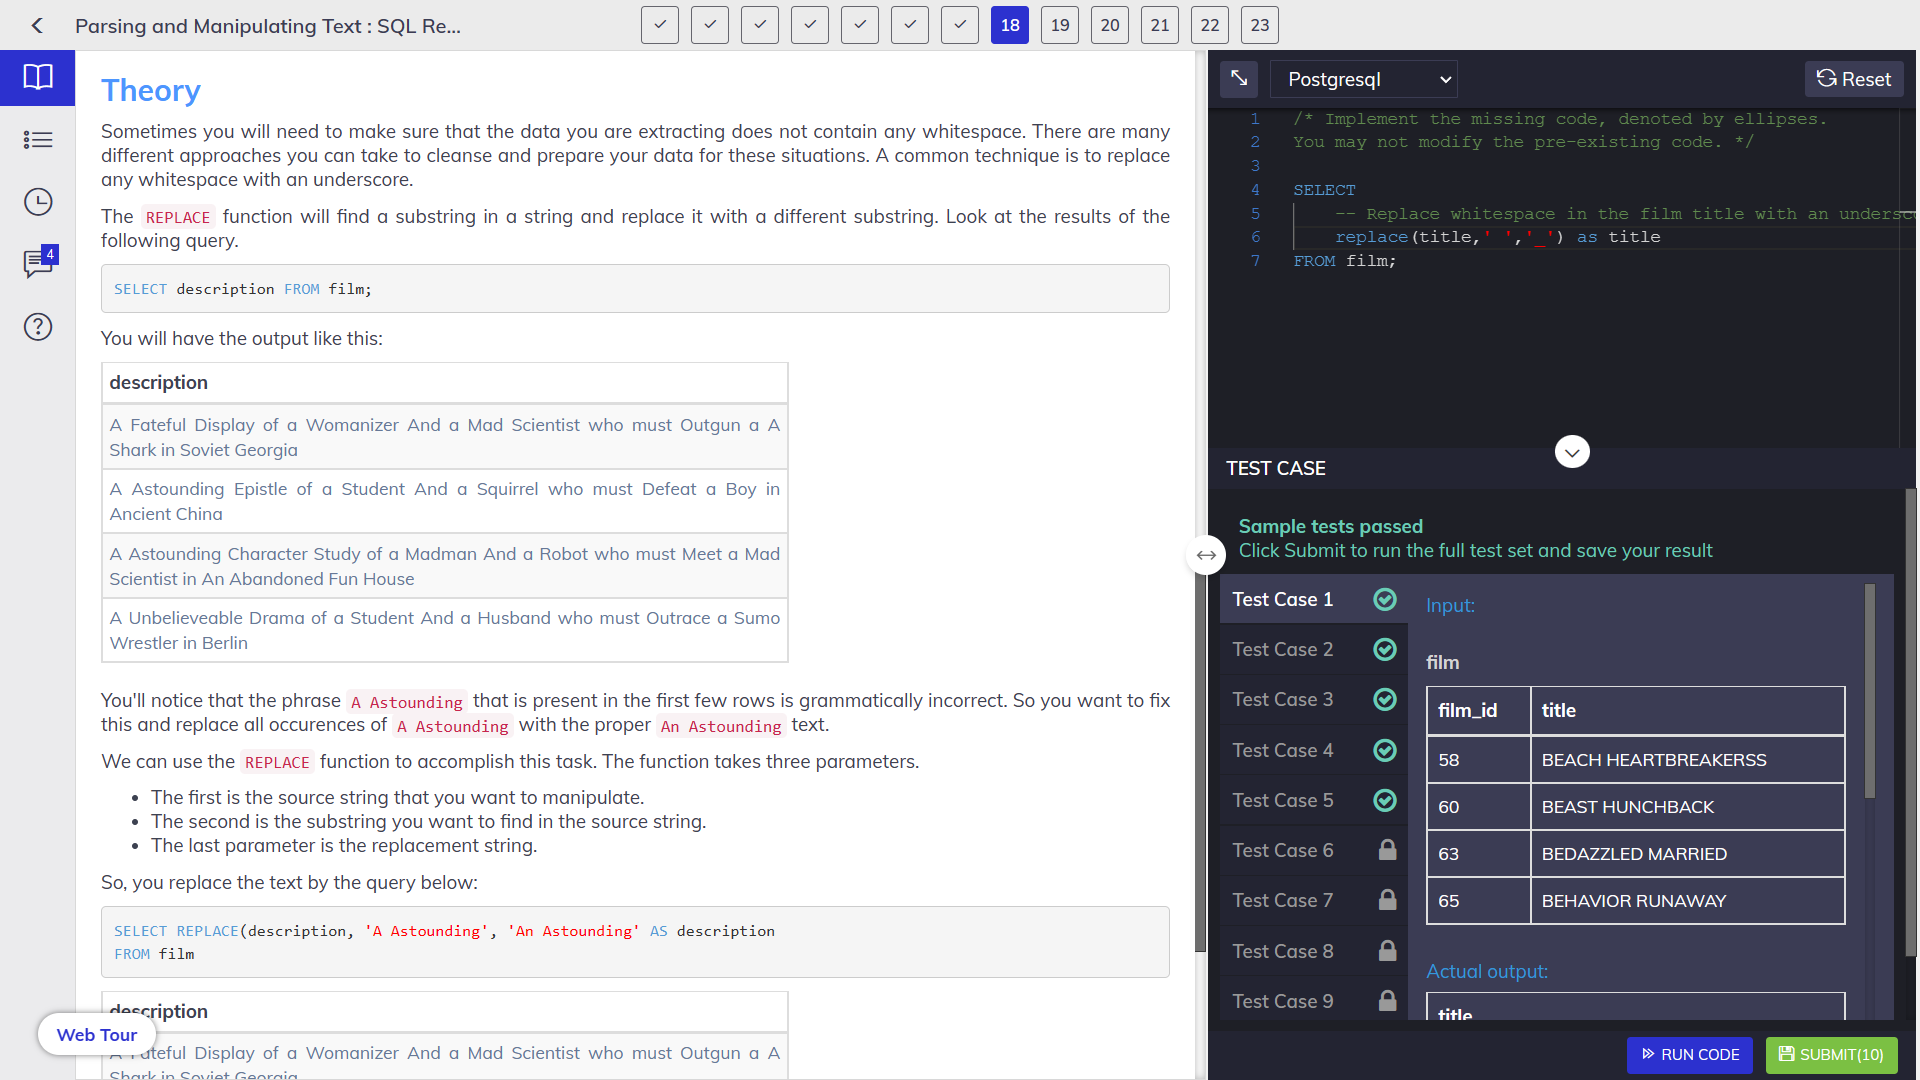 Parsing and Manipulating Text : SQL Re...
18
19
20
21
22
23
4
Theory
Sometimes you will need to make sure that the data you are extracting does not contain any whitespace. There are many
different approaches you can take to cleanse and prepare your data for these situations. A common technique is to replace
any whitespace with an underscore.
The REPLACE function will find a substring in a string and replace it with a different substring. Look at the results of the
following query.
SELECT description FROM film;
You will have the output like this:
description
A Fateful Display of a Womanizer And a Mad Scientist who must Outgun a A
Shark in Soviet Georgia
A Astounding Epistle of a Student And a Squirrel who must Defeat a Boy in
Ancient China
A Astounding Character Study of a Madman And a Robot who must Meet a Mad
Scientist in An Abandoned Fun House
A Unbelieveable Drama of a Student And a Husband who must Outrace a Sumo
Wrestler in Berlin
You'll notice that the phrase A Astounding that is present in the first few rows is grammatically incorrect. So you want to fix
this and replace all occurences of A Astounding with the proper An Astounding text.
We can use the REPLACE function to accomplish this task. The function takes three parameters.
• The first is the source string that you want to manipulate.
• The second is the substring you want to find in the source string.
• The last parameter is the replacement string.
So, you replace the text by the query below:
SELECT REPLACE(description, 'A Astounding', 'An Astounding' AS description
FROM film
description
A Fateful Display of a Womanizer And a Mad Scientist who must Outgun a A
Shark in Soviet Georgia
Web Tour
Postgresql
Reset
1 /* Implement the missing code, denoted by ellipses.
2 You may not modify the pre-existing code. */
3
4 SELECT
5 -- Replace whitespace in the film title with an undersc
6 replace(title,' ','_') as title
7 FROM film;
TEST CASE
Sample tests passed
Click Submit to run the full test set and save your result
Test Case 1
Test Case 2
Test Case 3
Test Case 4
Test Case 5
Test Case 6
Test Case 7
Test Case 8
Test Case 9
Input:
film
film_id title
58 BEACH HEARTBREAKERSS
60 BEAST HUNCHBACK
63 BEDAZZLED MARRIED
65 BEHAVIOR RUNAWAY
Actual output:
title
RUN CODE
SUBMIT(10)